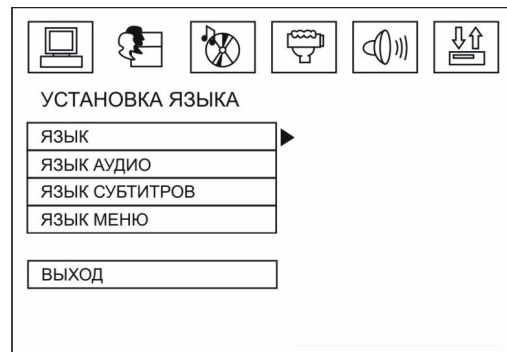 УСТАНОВКА ЯЗЫКА
ЯЗЫК
ЯЗЫК АУДИО
ЯЗЫК СУБТИТРОВ
ЯЗЫК МЕНЮ
ВЫХОД